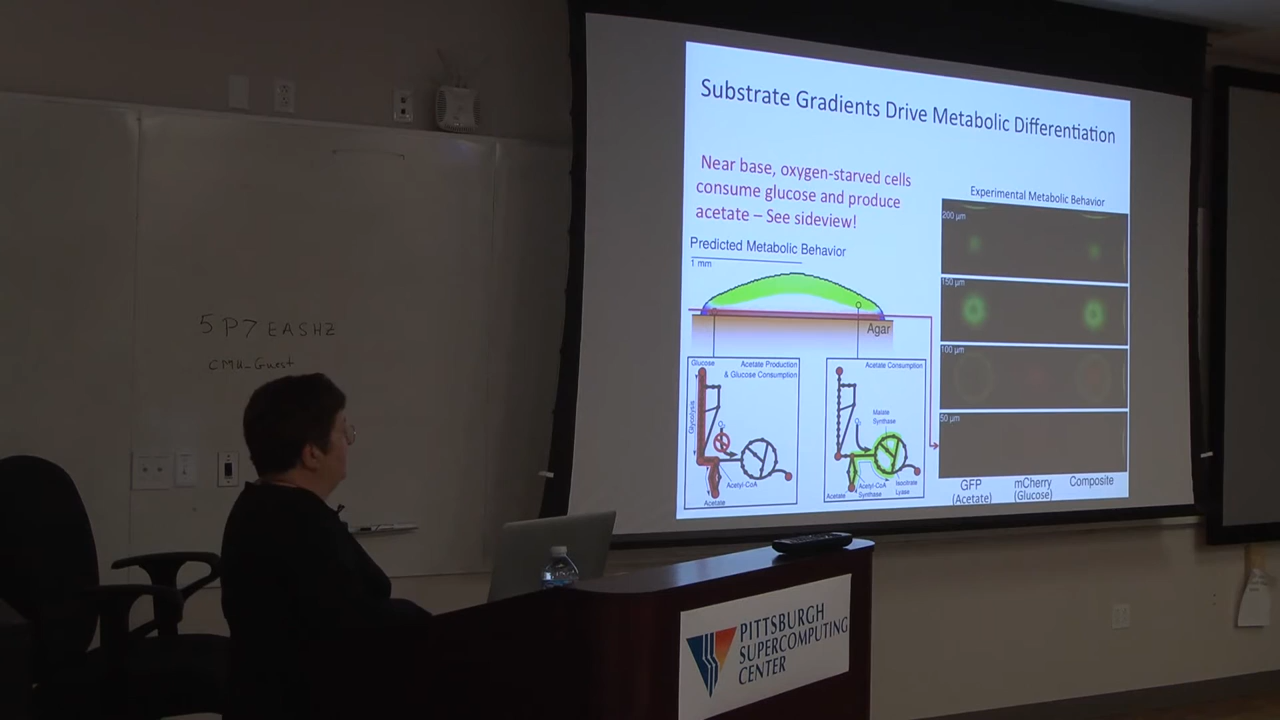 Substrate Gradients Drive Metabolic Differentiation
Near base, oxygen-starved cells
consume glucose and produce
acetate – See sideview!
Predicted Metabolic Behavior
1 mm
Agar
Glucose
Acetate Production
& Glucose Consumption
Glycolysis
O₂
Acetyl-CoA
Acetate
Acetate Consumption
Malate
Synthase
O₂
Acetyl-CoA
Synthase
Isocitrate
Lyase
Acetate
Experimental Metabolic Behavior
200 µm
150 µm
100 µm
50 µm
GFP
(Acetate)
mCherry
(Glucose)
Composite
5P7EASHZ
CMU-Guest
PITTSBURGH
SUPERCOMPUTING
CENTER